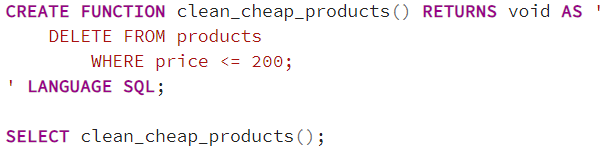 CREATE FUNCTION clean_cheap_products() RETURNS void AS '
    DELETE FROM products
        WHERE price <= 200;
' LANGUAGE SQL;

SELECT clean_cheap_products();